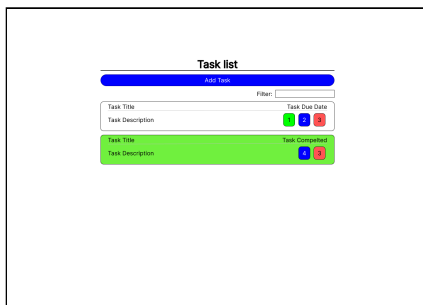 Task list
Add Task
Filter:
Task Title Task Due Date
Task Description 1 2 3
Task Title Task Compelted
Task Description 4 3